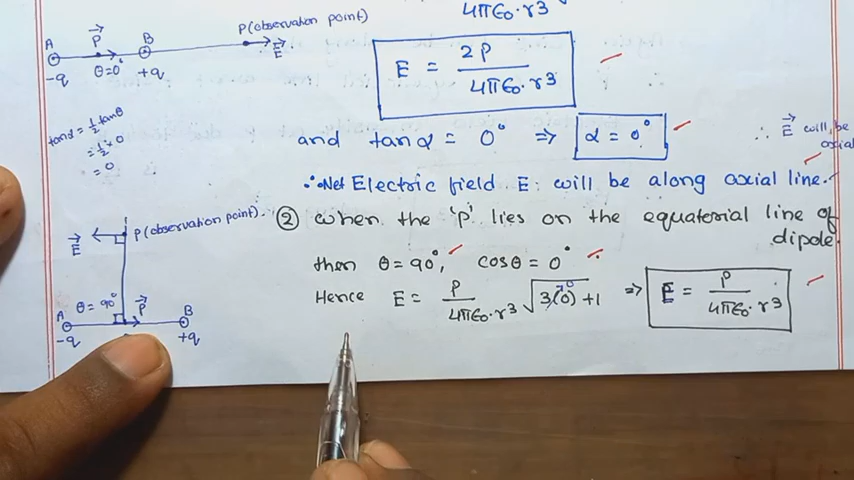 4πε₀.r³
A
P⃗
B
P(observation point)
E⃗
-q
θ=0°
+q
E = 2P / 4πε₀.r³
tanα = ½ tanθ
= ½ × 0
= 0
and tanα = 0° ⇒ α = 0°
∴ E⃗ will be
axial
∴ Net Electric field E: will be along axial line.
② when the 'p' lies on the equatorial line of
dipole.
then θ = 90°, cosθ = 0°
Hence E = P / 4πε₀.r³ √3(0) + 1 ⇒ E = P / 4πε₀.r³
P(observation point).
E⃗
θ = 90°
A
P⃗
B
-q
+q